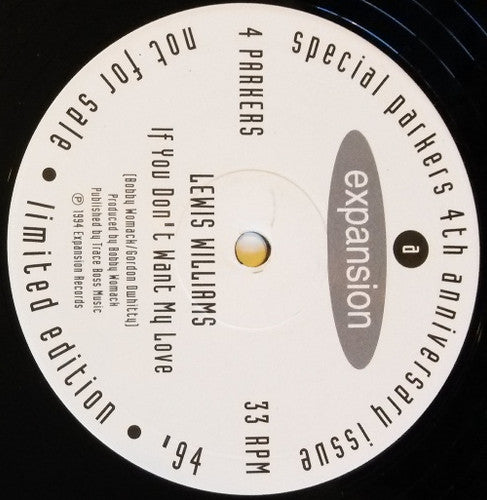 special parkers 4th anniversary issue
expansion
a
4 PARKERS
33 RPM
LEWIS WILLIAMS
If You Don't Want My Love
(Bobby Womack/Gordon Dwhitty)
Produced by Bobby Womack
Published by Trace Boss Music
℗ 1994 Expansion Records
not for sale • limited edition • '94